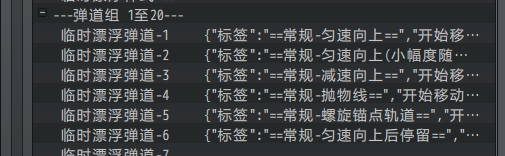 ---弹道组 1至20---
临时漂浮弹道-1 {"标签":"==常规-匀速向上==","开始移…
临时漂浮弹道-2 {"标签":"==常规-匀速向上(小幅度随…
临时漂浮弹道-3 {"标签":"==常规-减速向上==","开始移…
临时漂浮弹道-4 {"标签":"==常规-抛物线==","开始移动…
临时漂浮弹道-5 {"标签":"==常规-螺旋锚点轨道==","开…
临时漂浮弹道-6 {"标签":"==常规-匀速向上后停留==","…
临时漂浮弹道-7